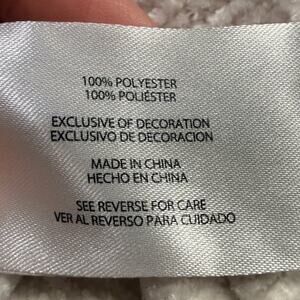 100% POLYESTER
100% POLIÉSTER
EXCLUSIVE OF DECORATION
EXCLUSIVO DE DECORACION
MADE IN CHINA
HECHO EN CHINA
SEE REVERSE FOR CARE
VER AL REVERSO PARA CUIDADO